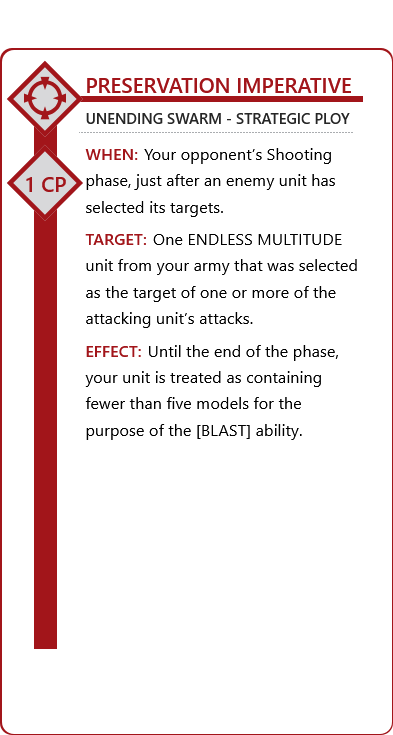 PRESERVATION IMPERATIVE
UNENDING SWARM - STRATEGIC PLOY
1 CP
WHEN: Your opponent’s Shooting
phase, just after an enemy unit has
selected its targets.
TARGET: One ENDLESS MULTITUDE
unit from your army that was selected
as the target of one or more of the
attacking unit’s attacks.
EFFECT: Until the end of the phase,
your unit is treated as containing
fewer than five models for the
purpose of the [BLAST] ability.